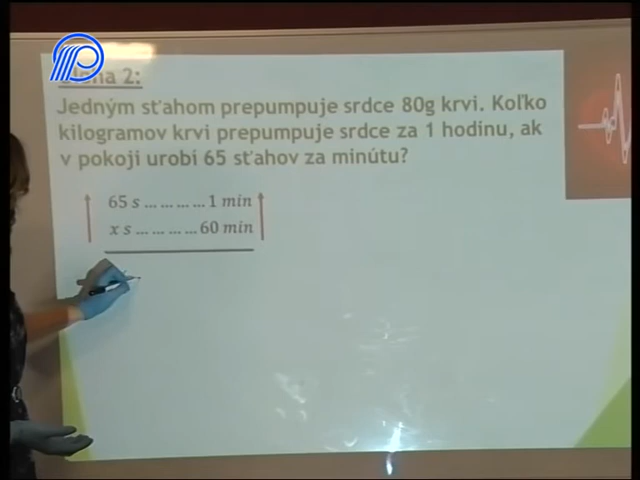 Úloha 2:
Jedným sťahom prepumpuje srdce 80g krvi. Koľko
kilogramov krvi prepumpuje srdce za 1 hodinu, ak
v pokoji urobí 65 sťahov za minútu?
65 s ... ... ... ... 1 min
x s ... ... ... ... 60 min